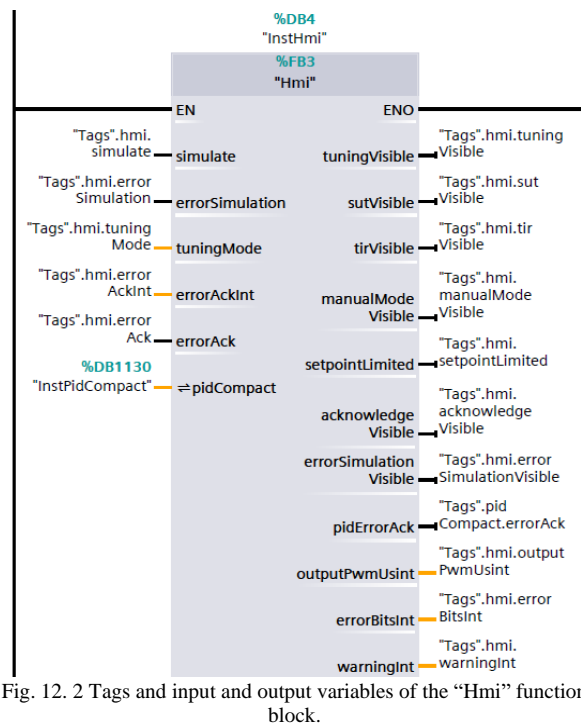 %DB4
"InstHmi"
%FB3
"Hmi"
EN
ENO
"Tags".hmi.
simulate
simulate
"Tags".hmi.error
Simulation
errorSimulation
"Tags".hmi.tuning
Mode
tuningMode
"Tags".hmi.error
AckInt
errorAckInt
"Tags".hmi.error
Ack
errorAck
%DB1130
"InstPidCompact"
⇌pidCompact
tuningVisible
"Tags".hmi.tuning
Visible
sutVisible
"Tags".hmi.sut
Visible
tirVisible
"Tags".hmi.tir
Visible
manualMode
Visible
"Tags".hmi.
manualMode
Visible
setpointLimited
"Tags".hmi.
setpointLimited
acknowledge
Visible
"Tags".hmi.
acknowledge
Visible
errorSimulation
Visible
"Tags".hmi.error
SimulationVisible
pidErrorAck
"Tags".pid
Compact.errorAck
outputPwmUsint
"Tags".hmi.output
PwmUsint
errorBitsInt
"Tags".hmi.error
BitsInt
warningInt
"Tags".hmi.
warningInt
Fig. 12. 2 Tags and input and output variables of the “Hmi” function
block.